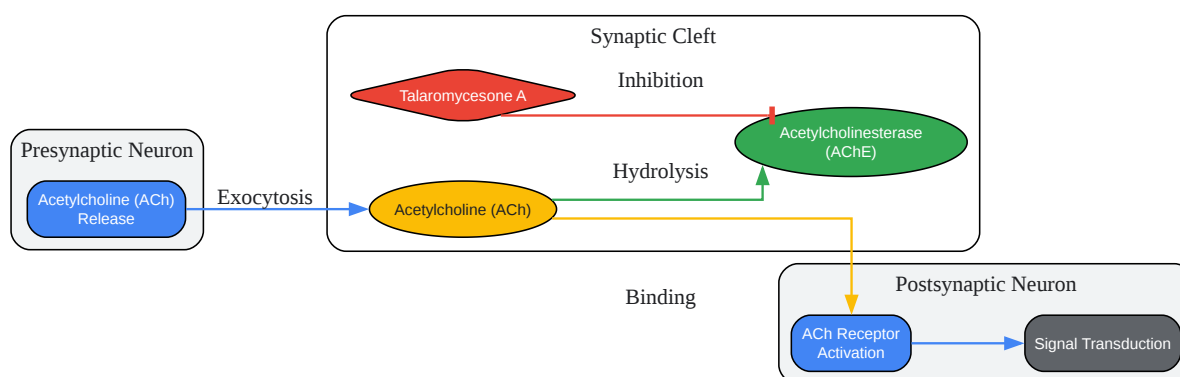 Synaptic Cleft
Talaromycesone A
Inhibition
Acetylcholinesterase
(AChE)
Presynaptic Neuron
Acetylcholine (ACh)
Release
Exocytosis
Hydrolysis
Acetylcholine (ACh)
Binding
Postsynaptic Neuron
ACh Receptor
Activation
Signal Transduction